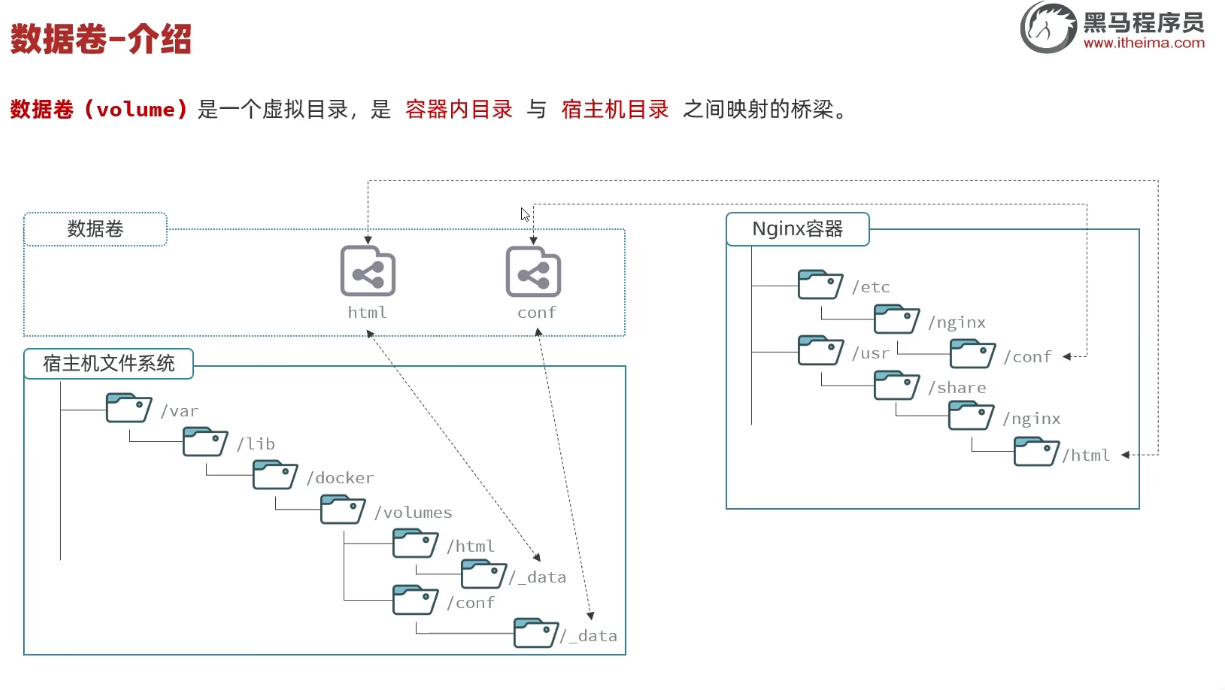 数据卷-介绍
黑马程序员
www.itheima.com
数据卷（volume）是一个虚拟目录，是 容器内目录 与 宿主机目录 之间映射的桥梁。
数据卷
html
conf
宿主机文件系统
/var
/lib
/docker
/volumes
/html
/_data
/conf
/_data
Nginx容器
/etc
/nginx
/conf
/usr
/share
/nginx
/html